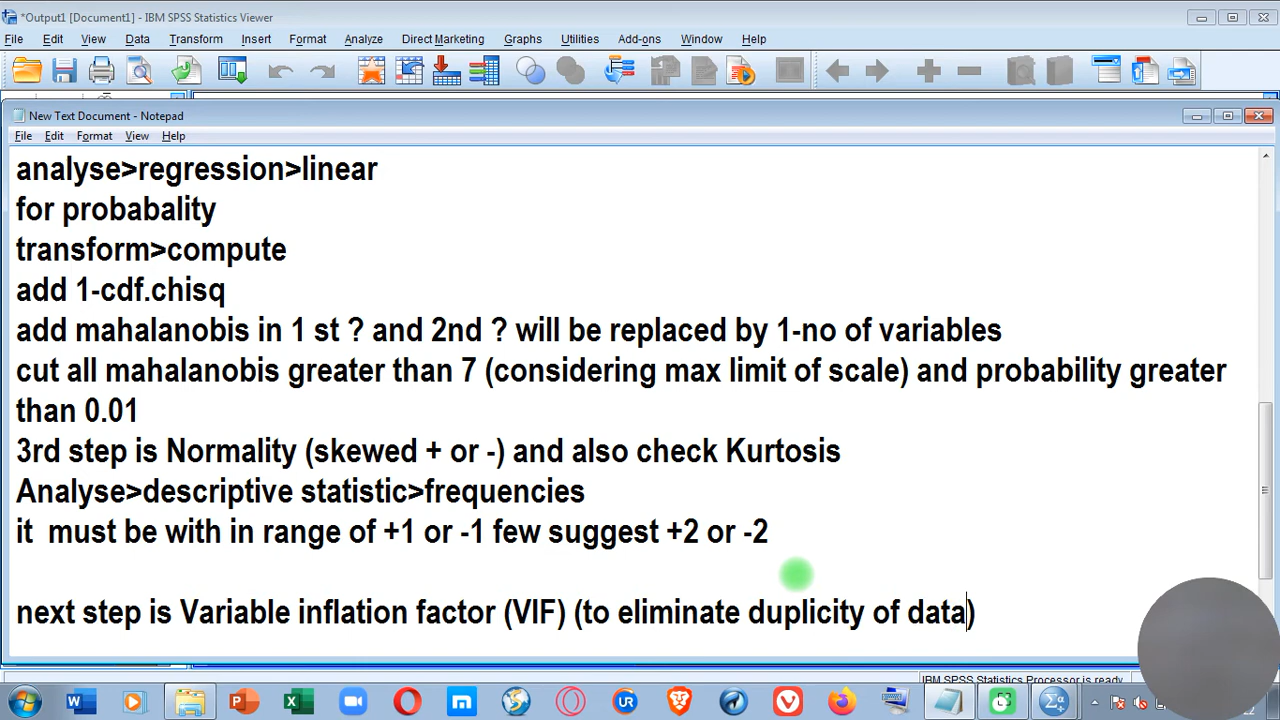 *Output1 [Document1] - IBM SPSS Statistics Viewer
File Edit View Data Transform Insert Format Analyze Direct Marketing Graphs Utilities Add-ons Window Help
New Text Document - Notepad
File Edit Format View Help
analyse>regression>linear
for probabality
transform>compute
add 1-cdf.chisq
add mahalanobis in 1 st ? and 2nd ? will be replaced by 1-no of variables
cut all mahalanobis greater than 7 (considering max limit of scale) and probability greater
than 0.01
3rd step is Normality (skewed + or -) and also check Kurtosis
Analyse>descriptive statistic>frequencies
it  must be with in range of +1 or -1 few suggest +2 or -2
next step is Variable inflation factor (VIF) (to eliminate duplicity of data)
IBM SPSS Statistics Processor is ready